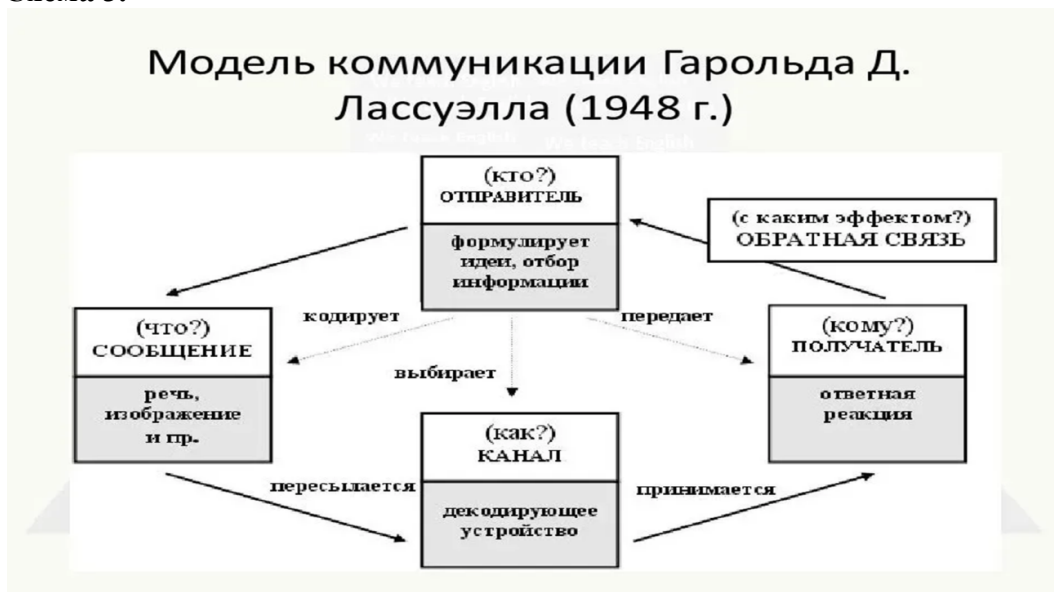 Модель коммуникации Гарольда Д.
Лассуэлла (1948 г.)
(кто?)
ОТПРАВИТЕЛЬ
формулирует
идеи, отбор
информации
(с каким эффектом?)
ОБРАТНАЯ СВЯЗЬ
(что?)
СООБЩЕНИЕ
речь,
изображение
и пр.
кодирует
выбирает
передает
(кому?)
ПОЛУЧАТЕЛЬ
ответная
реакция
(как?)
КАНАЛ
декодирующее
устройство
пересылается
принимается